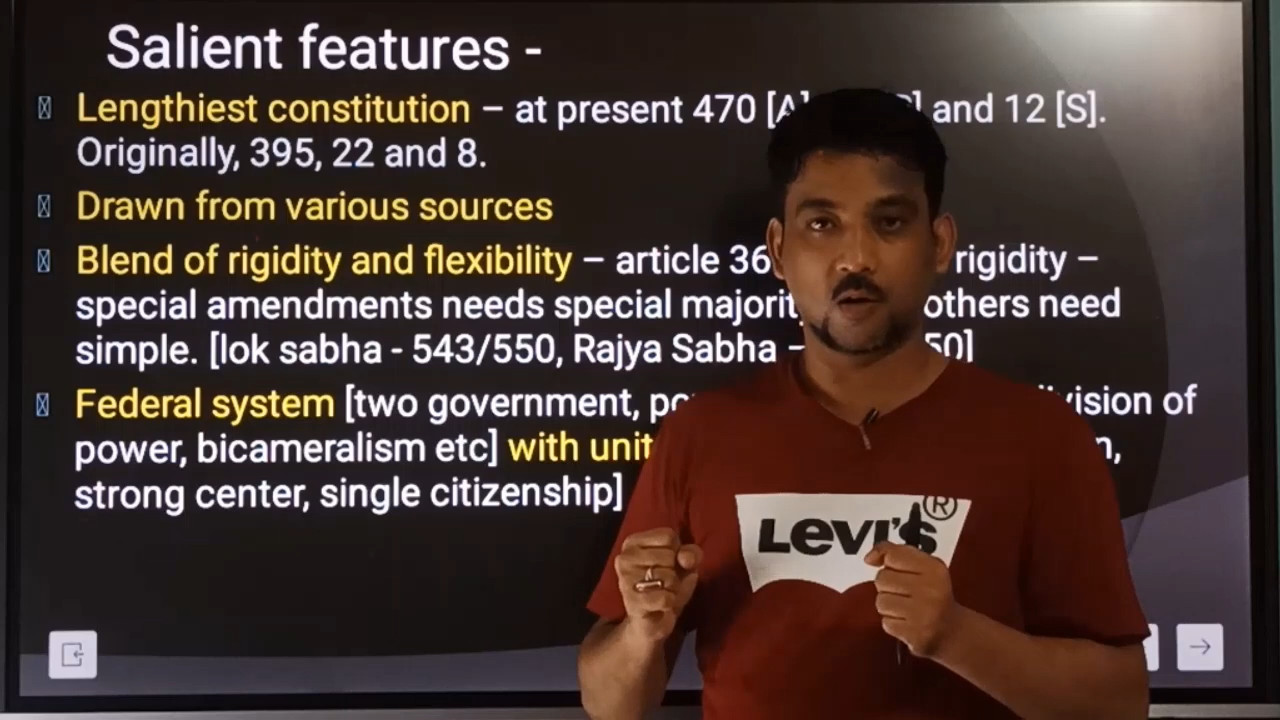 Salient features -
Lengthiest constitution – at present 470 [A] and 12 [S].
Originally, 395, 22 and 8.
Drawn from various sources
Blend of rigidity and flexibility – article 36 rigidity –
special amendments needs special majorit others need
simple. [lok sabha - 543/550, Rajya Sabha – 50]
Federal system [two government, po vision of
power, bicameralism etc] with unit n,
strong center, single citizenship]
LEVI'S ®